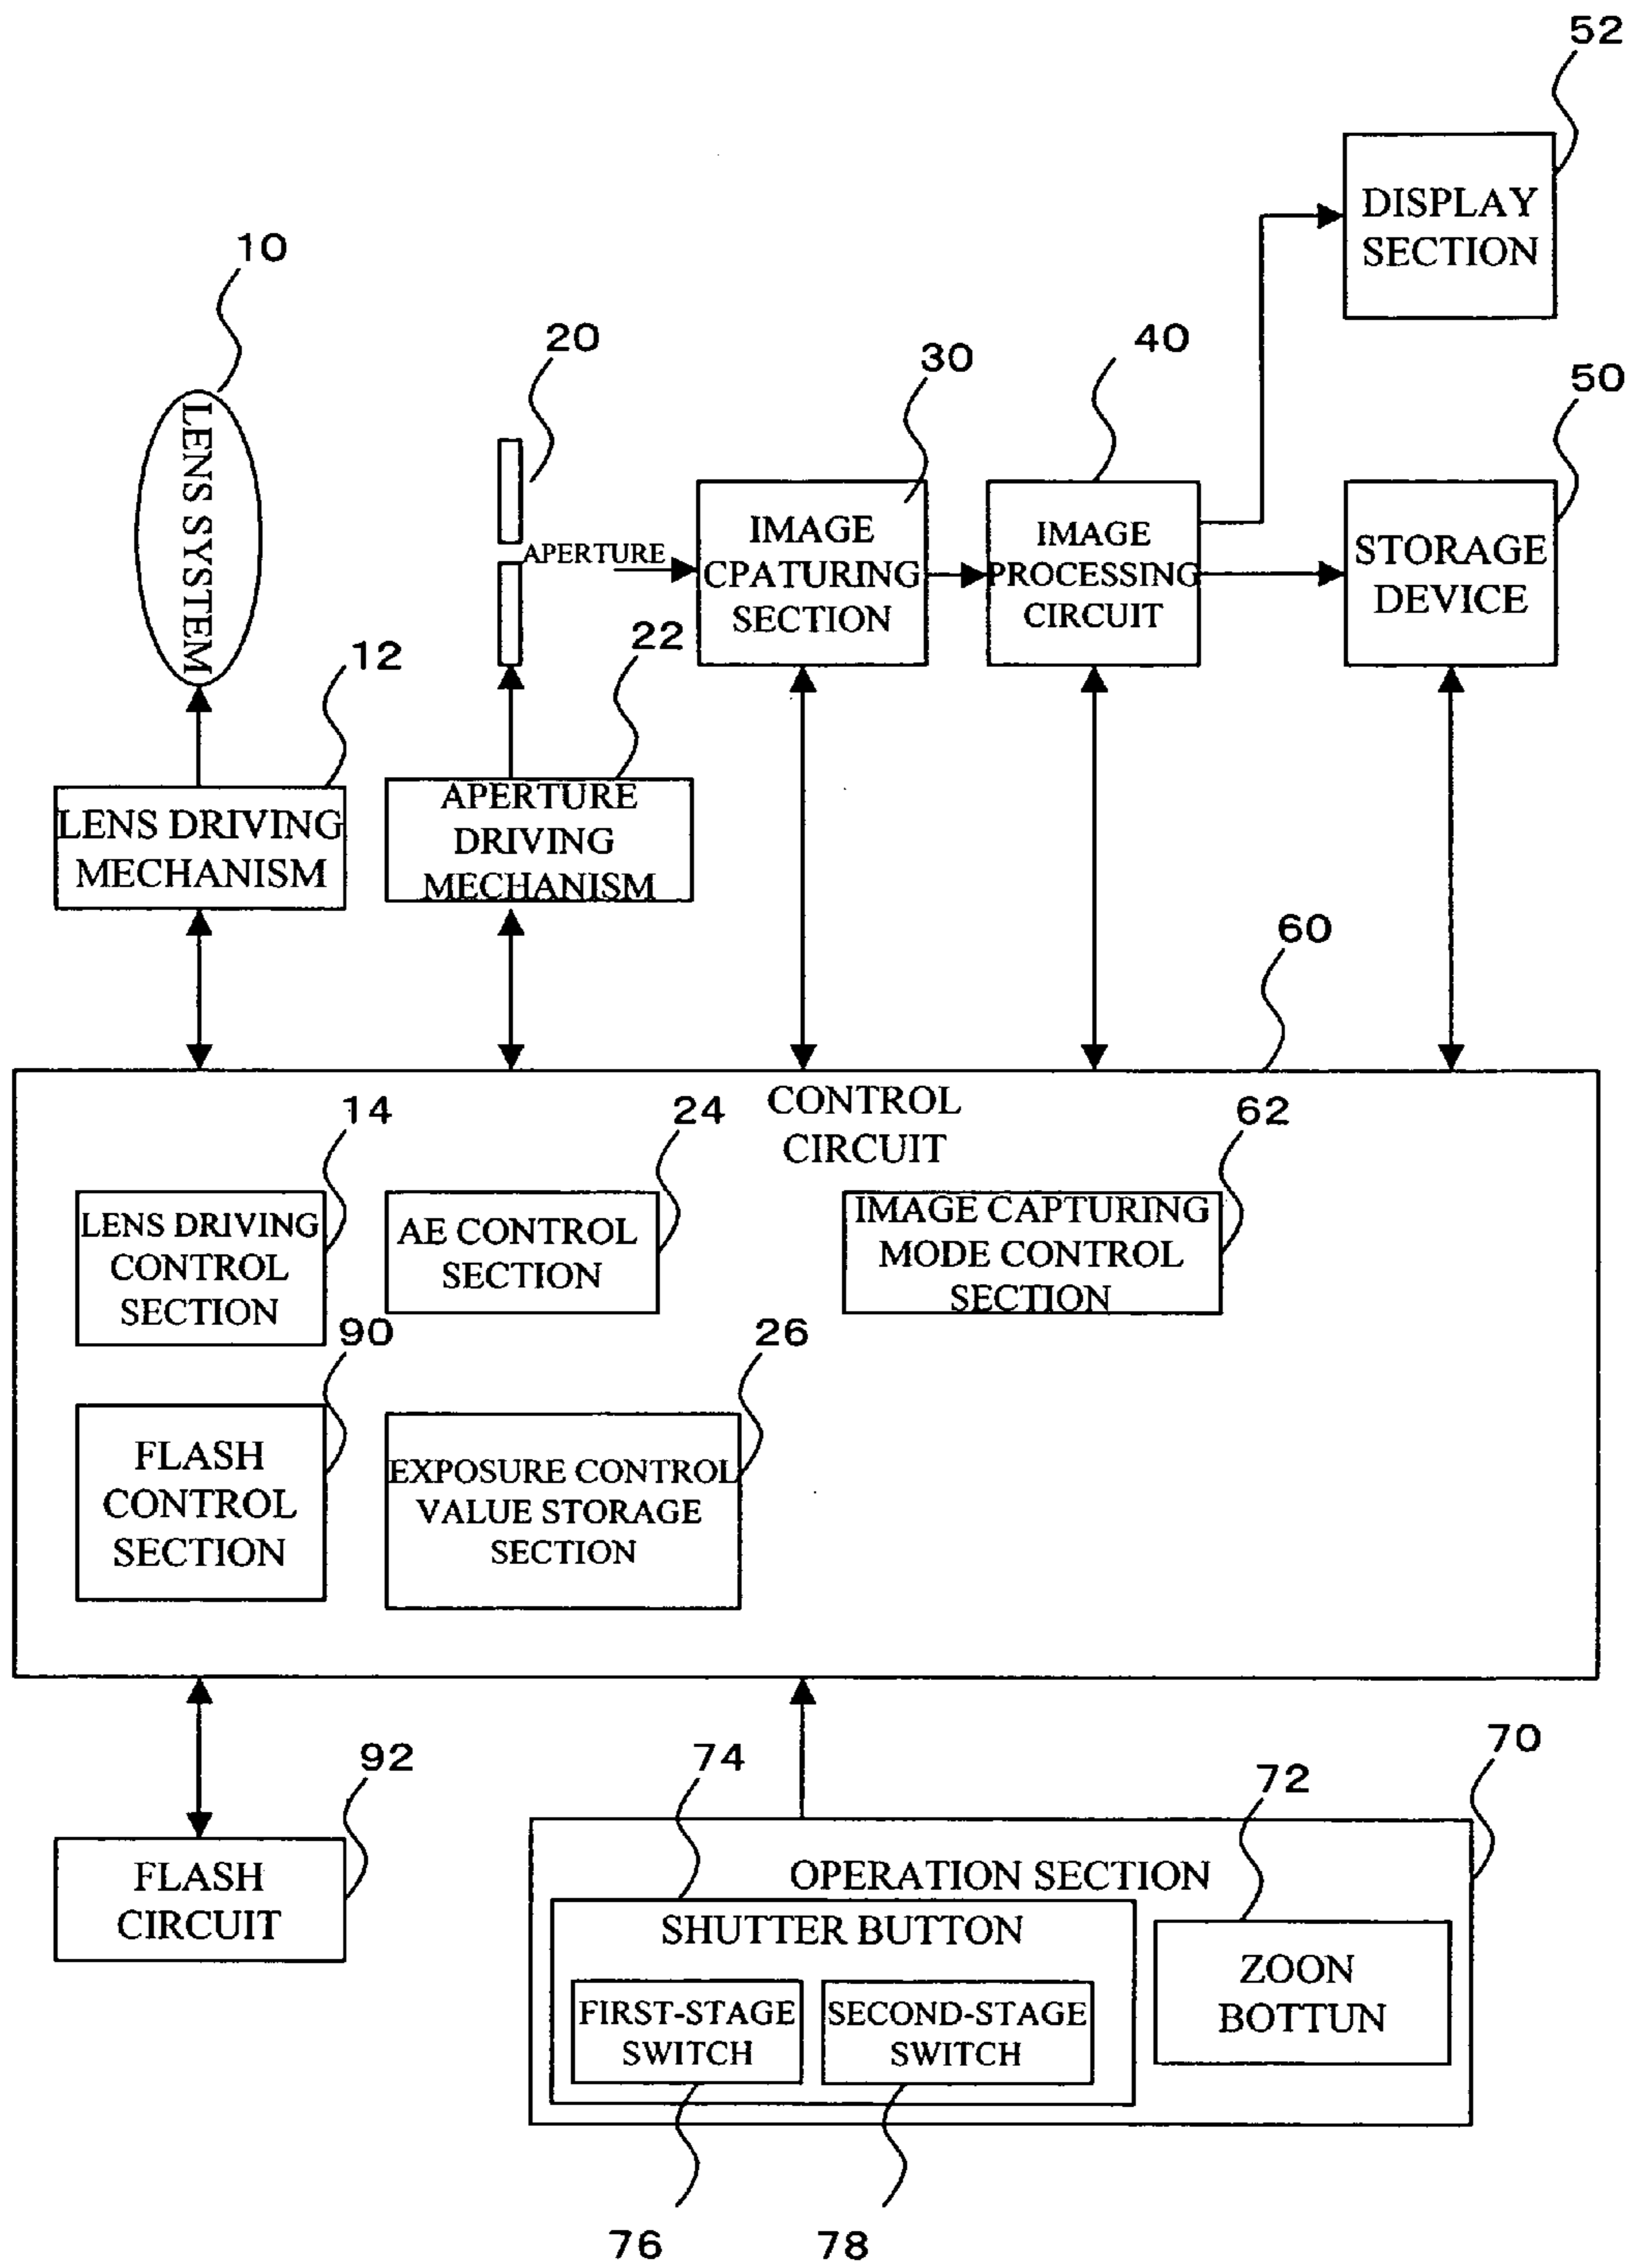 52
DISPLAY
SECTION
10
LENS SYSTEM
20
APERTURE
30
IMAGE
CPATURING
SECTION
40
IMAGE
PROCESSING
CIRCUIT
50
STORAGE
DEVICE
12
LENS DRIVING
MECHANISM
22
APERTURE
DRIVING
MECHANISM
60
CONTROL
CIRCUIT
14
LENS DRIVING
CONTROL
SECTION
24
AE CONTROL
SECTION
62
IMAGE CAPTURING
MODE CONTROL
SECTION
90
FLASH
CONTROL
SECTION
26
EXPOSURE CONTROL
VALUE STORAGE
SECTION
92
FLASH
CIRCUIT
70
OPERATION SECTION
74
SHUTTER BUTTON
FIRST-STAGE
SWITCH
76
SECOND-STAGE
SWITCH
78
72
ZOON
BOTTUN